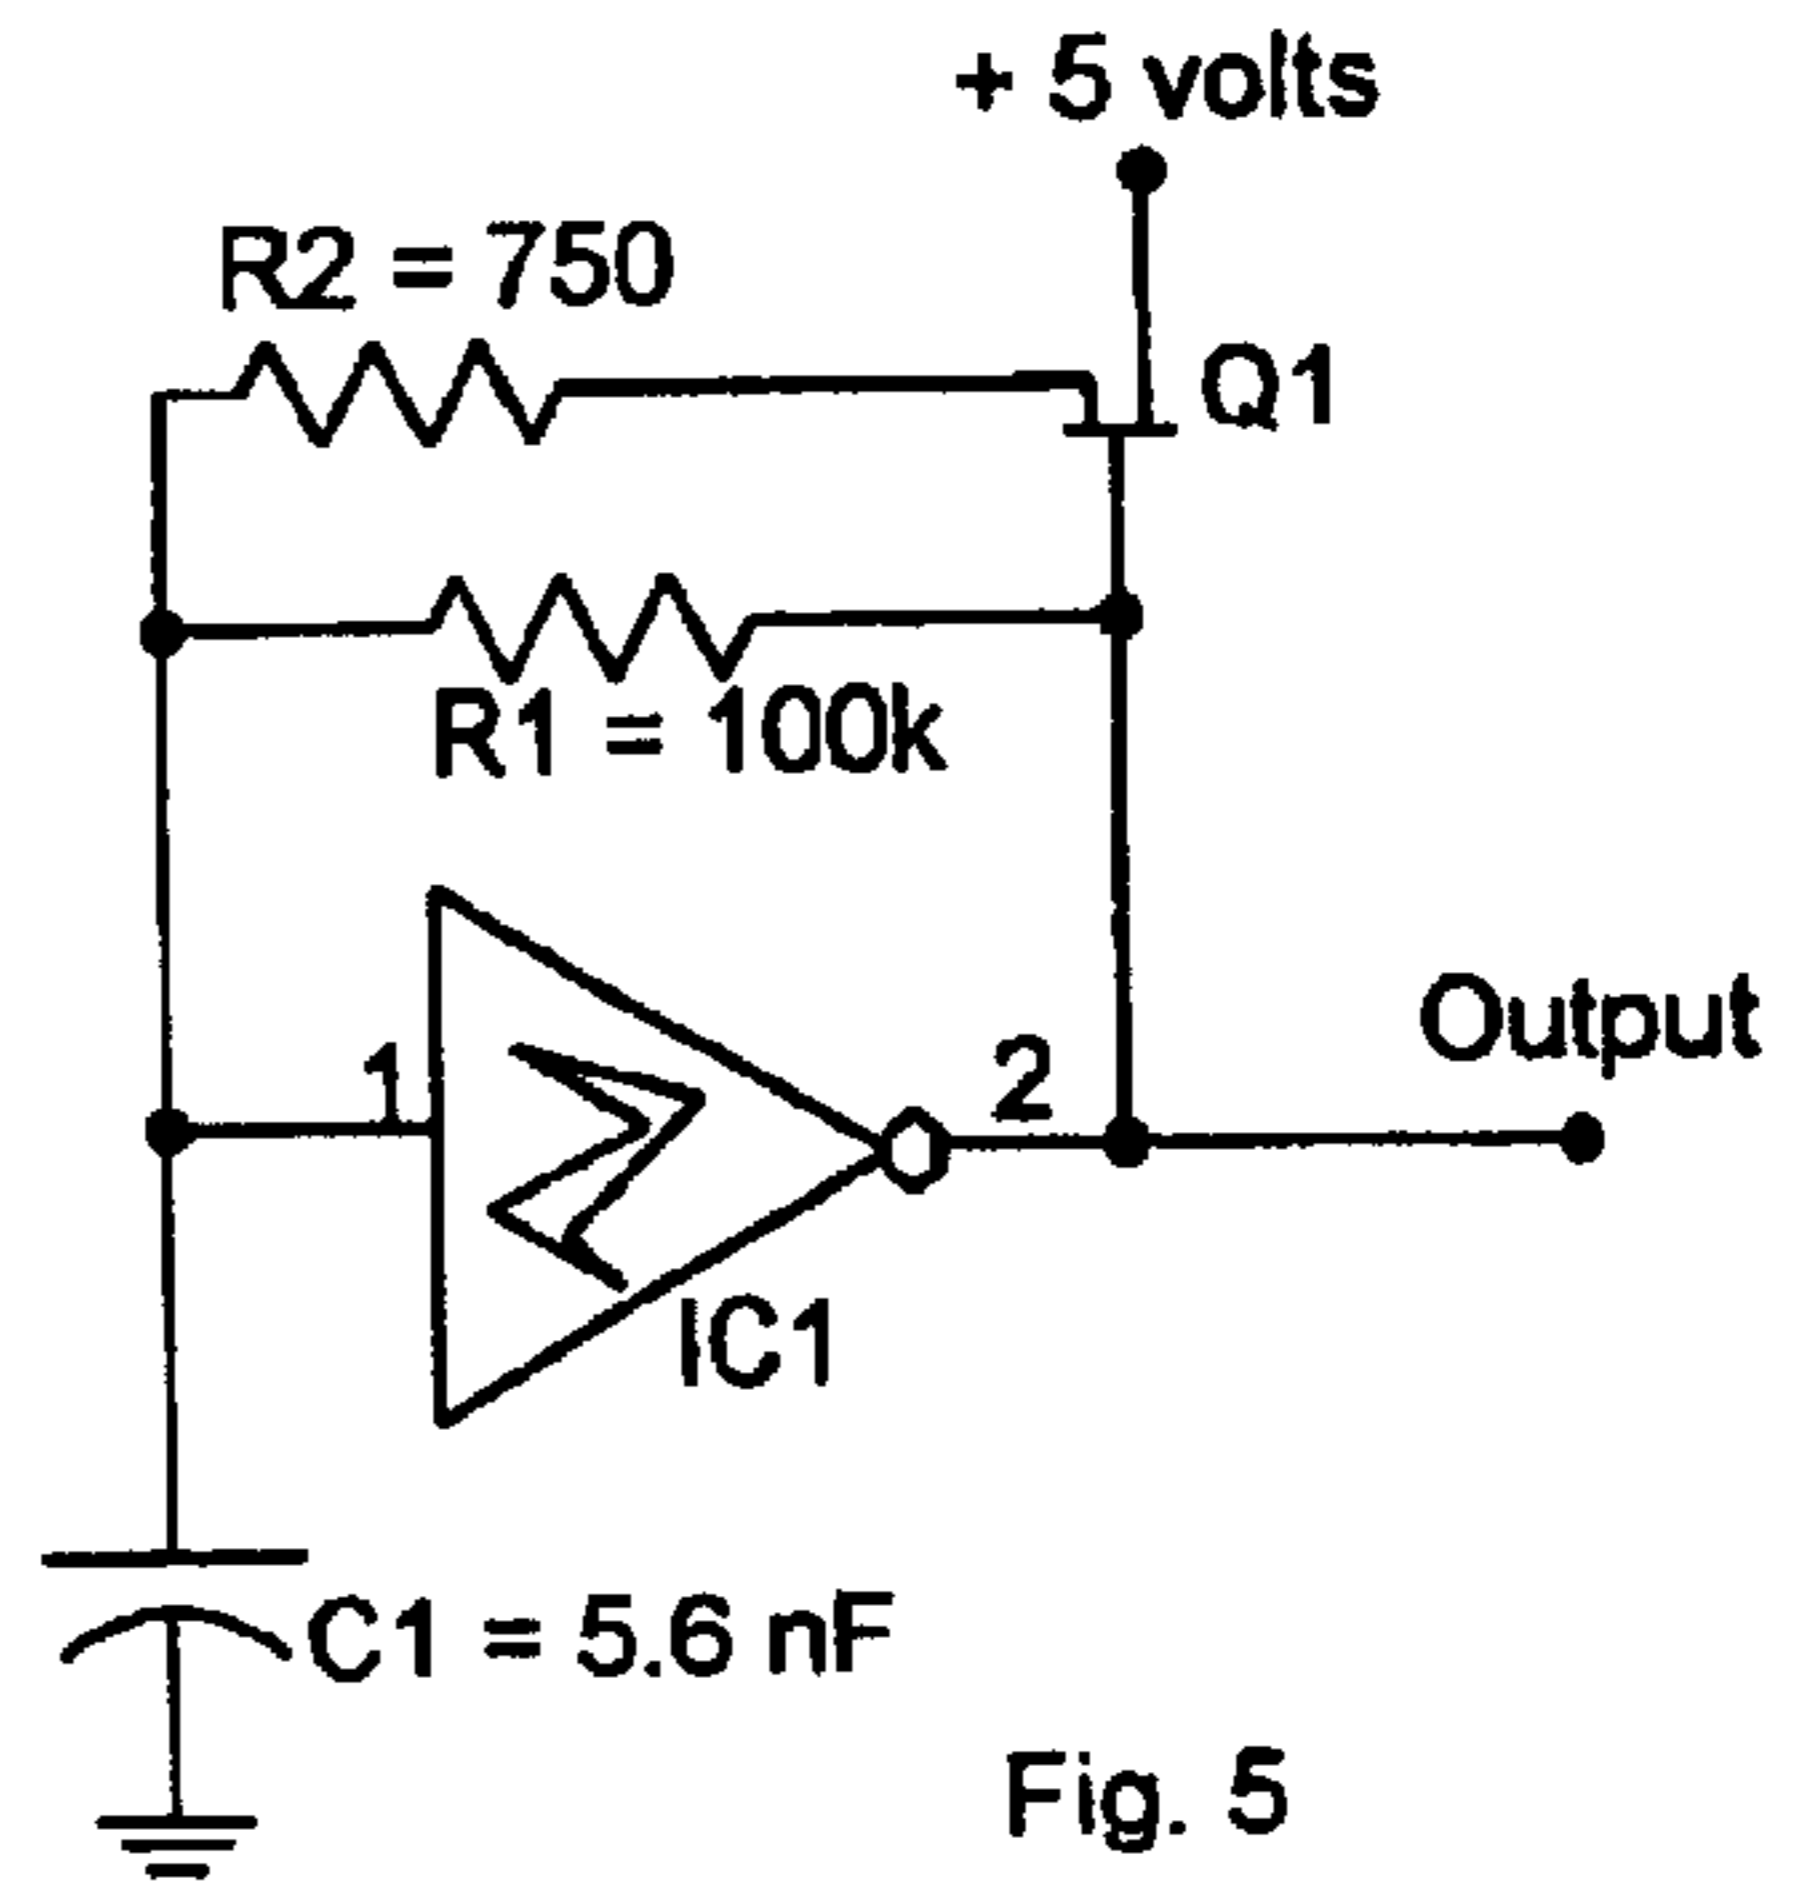 + 5 volts
R2 = 750
Q1
R1 = 100k
Output
1
2
IC1
C1 = 5.6 nF
Fig. 5